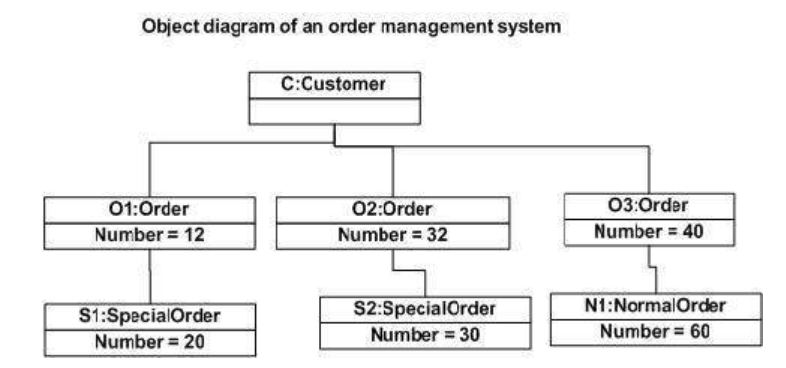 Object diagram of an order management system
C:Customer
O1:Order
Number = 12
O2:Order
Number = 32
O3:Order
Number = 40
S1:SpecialOrder
Number = 20
S2:SpecialOrder
Number = 30
N1:NormalOrder
Number = 60